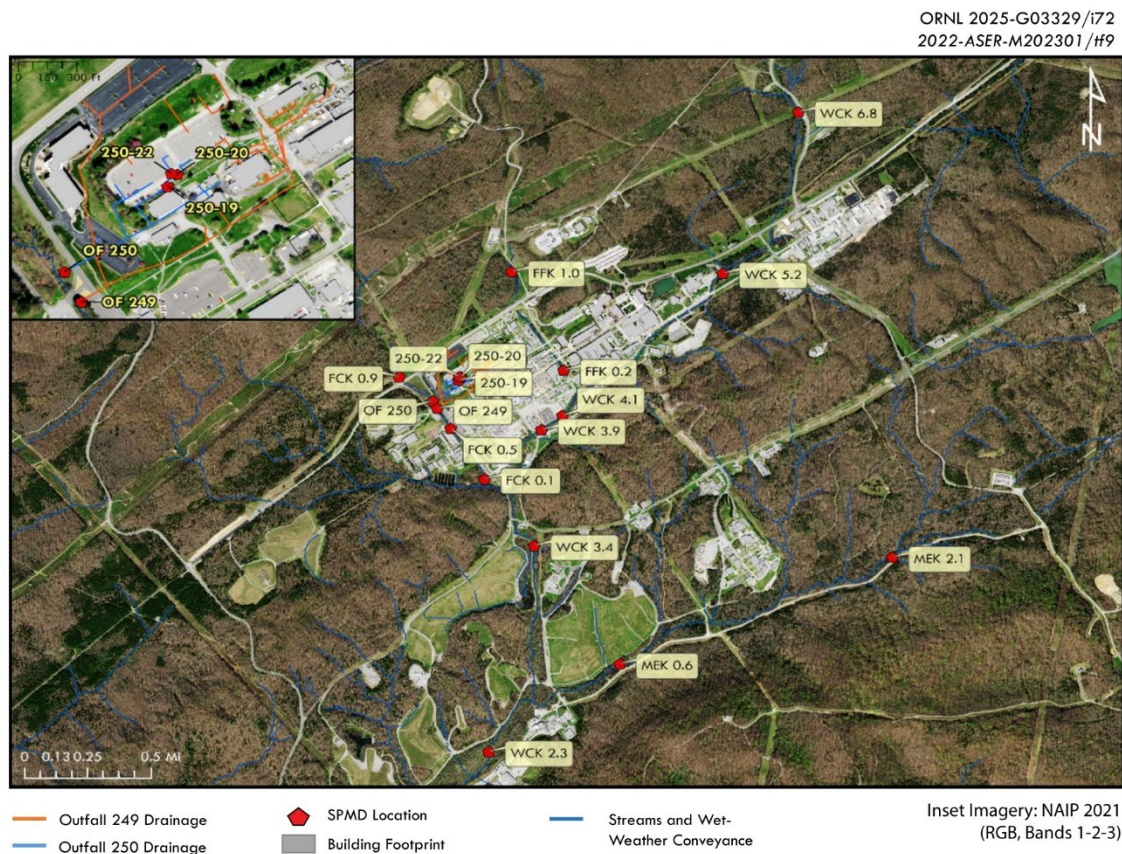 ORNL 2025-G03329/i72
2022-ASER-M202301/tf9
0 150 300 Ft
250-22
250-20
250-19
OF 250
OF 249
N
WCK 6.8
FFK 1.0
WCK 5.2
250-22
250-20
FCK 0.9
250-19
FFK 0.2
OF 250
OF 249
WCK 4.1
WCK 3.9
FCK 0.5
FCK 0.1
WCK 3.4
MEK 2.1
MEK 0.6
WCK 2.3
0 0.13 0.25 0.5 MI
Outfall 249 Drainage
Outfall 250 Drainage
SPMD Location
Building Footprint
Streams and Wet-
Weather Conveyance
Inset Imagery: NAIP 2021
(RGB, Bands 1-2-3)